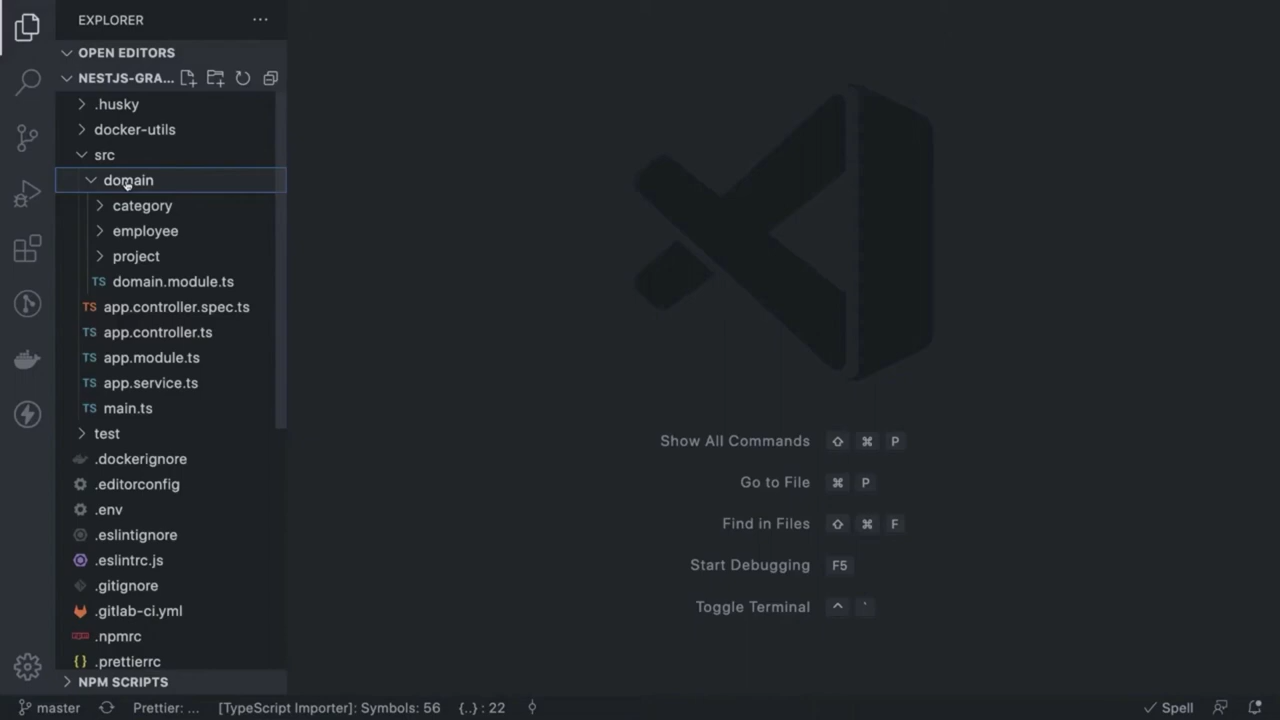 EXPLORER
OPEN EDITORS
NESTJS-GRA...
.husky
docker-utils
src
domain
category
employee
project
TS domain.module.ts
TS app.controller.spec.ts
TS app.controller.ts
TS app.module.ts
TS app.service.ts
TS main.ts
test
.dockerignore
.editorconfig
.env
.eslintignore
.eslintrc.js
.gitignore
.gitlab-ci.yml
.npmrc
{ } .prettierrc
NPM SCRIPTS
Show All Commands ⇧ ⌘ P
Go to File ⌘ P
Find in Files ⇧ ⌘ F
Start Debugging F5
Toggle Terminal ^ `
master Prettier: ... [TypeScript Importer]: Symbols: 56 {..} : 22 Spell